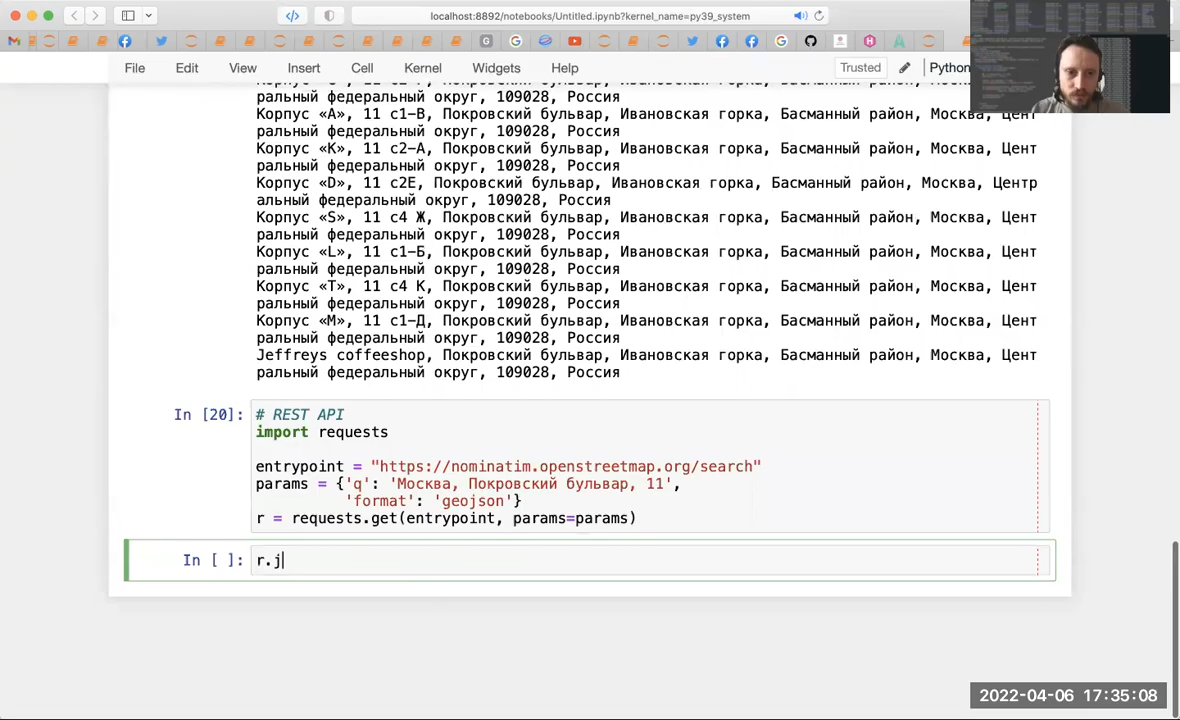 localhost:8892/notebooks/Untitled.ipynb?kernel_name=py39_system
File Edit View Insert Cell Kernel Widgets Help Trusted Python
ральный федеральный округ, 109028, Россия
Корпус «A», 11 с1-В, Покровский бульвар, Ивановская горка, Басманный район, Москва, Цент
ральный федеральный округ, 109028, Россия
Корпус «K», 11 с2-А, Покровский бульвар, Ивановская горка, Басманный район, Москва, Цент
ральный федеральный округ, 109028, Россия
Корпус «D», 11 с2Е, Покровский бульвар, Ивановская горка, Басманный район, Москва, Центр
альный федеральный округ, 109028, Россия
Корпус «S», 11 с4 Ж, Покровский бульвар, Ивановская горка, Басманный район, Москва, Цент
ральный федеральный округ, 109028, Россия
Корпус «L», 11 с1-Б, Покровский бульвар, Ивановская горка, Басманный район, Москва, Цент
ральный федеральный округ, 109028, Россия
Корпус «T», 11 с4 К, Покровский бульвар, Ивановская горка, Басманный район, Москва, Цент
ральный федеральный округ, 109028, Россия
Корпус «M», 11 с1-Д, Покровский бульвар, Ивановская горка, Басманный район, Москва, Цент
ральный федеральный округ, 109028, Россия
Jeffreys coffeeshop, Покровский бульвар, Ивановская горка, Басманный район, Москва, Цент
ральный федеральный округ, 109028, Россия
In [20]: # REST API
import requests
entrypoint = "https://nominatim.openstreetmap.org/search"
params = {'q': 'Москва, Покровский бульвар, 11',
'format': 'geojson'}
r = requests.get(entrypoint, params=params)
In [ ]: r.j
2022-04-06 17:35:08